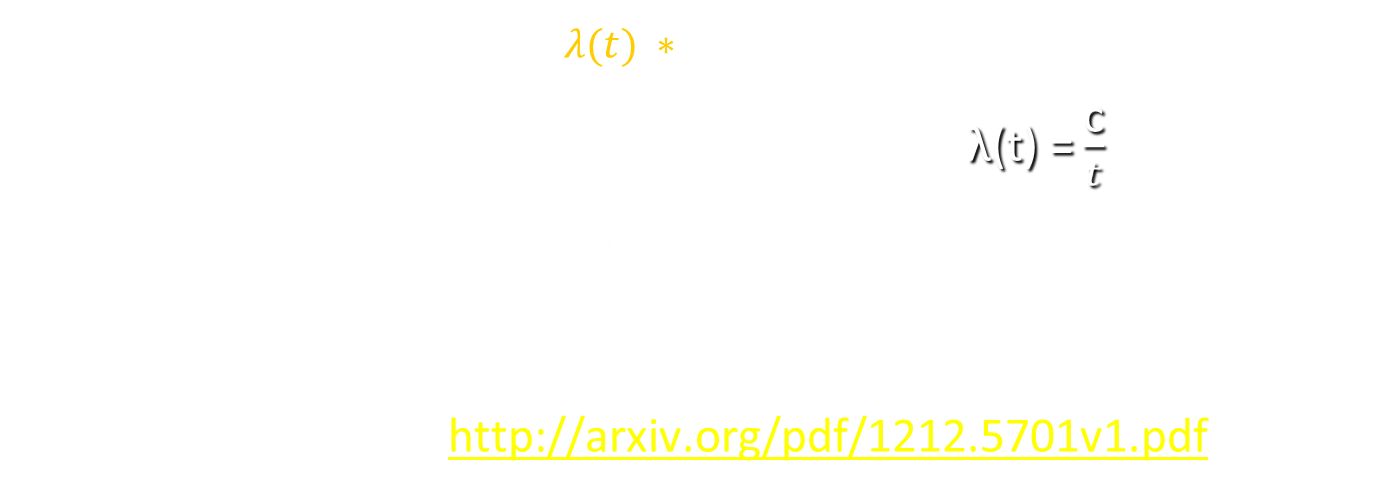 λ(t) *
λ(t) = c/t
http://arxiv.org/pdf/1212.5701v1.pdf